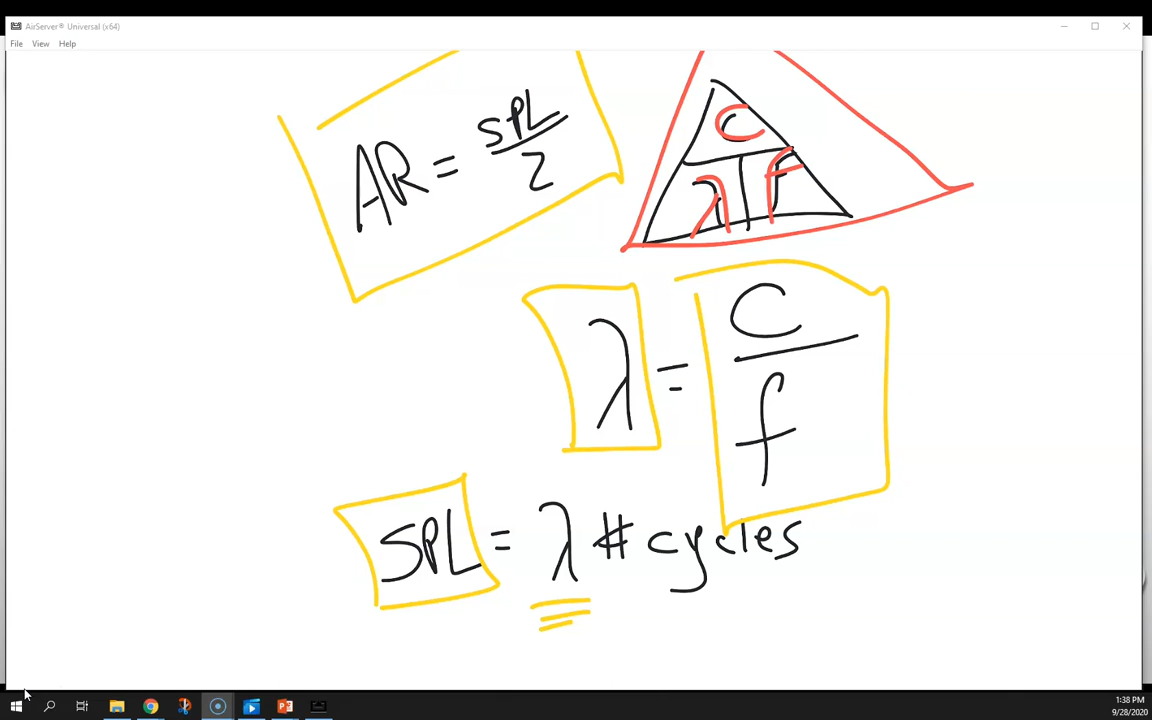 AirServer® Universal (x64)
File View Help
AR = SPL/2
C
λ f
λ = C/f
SPL = λ # cycles
1:38 PM
9/28/2020